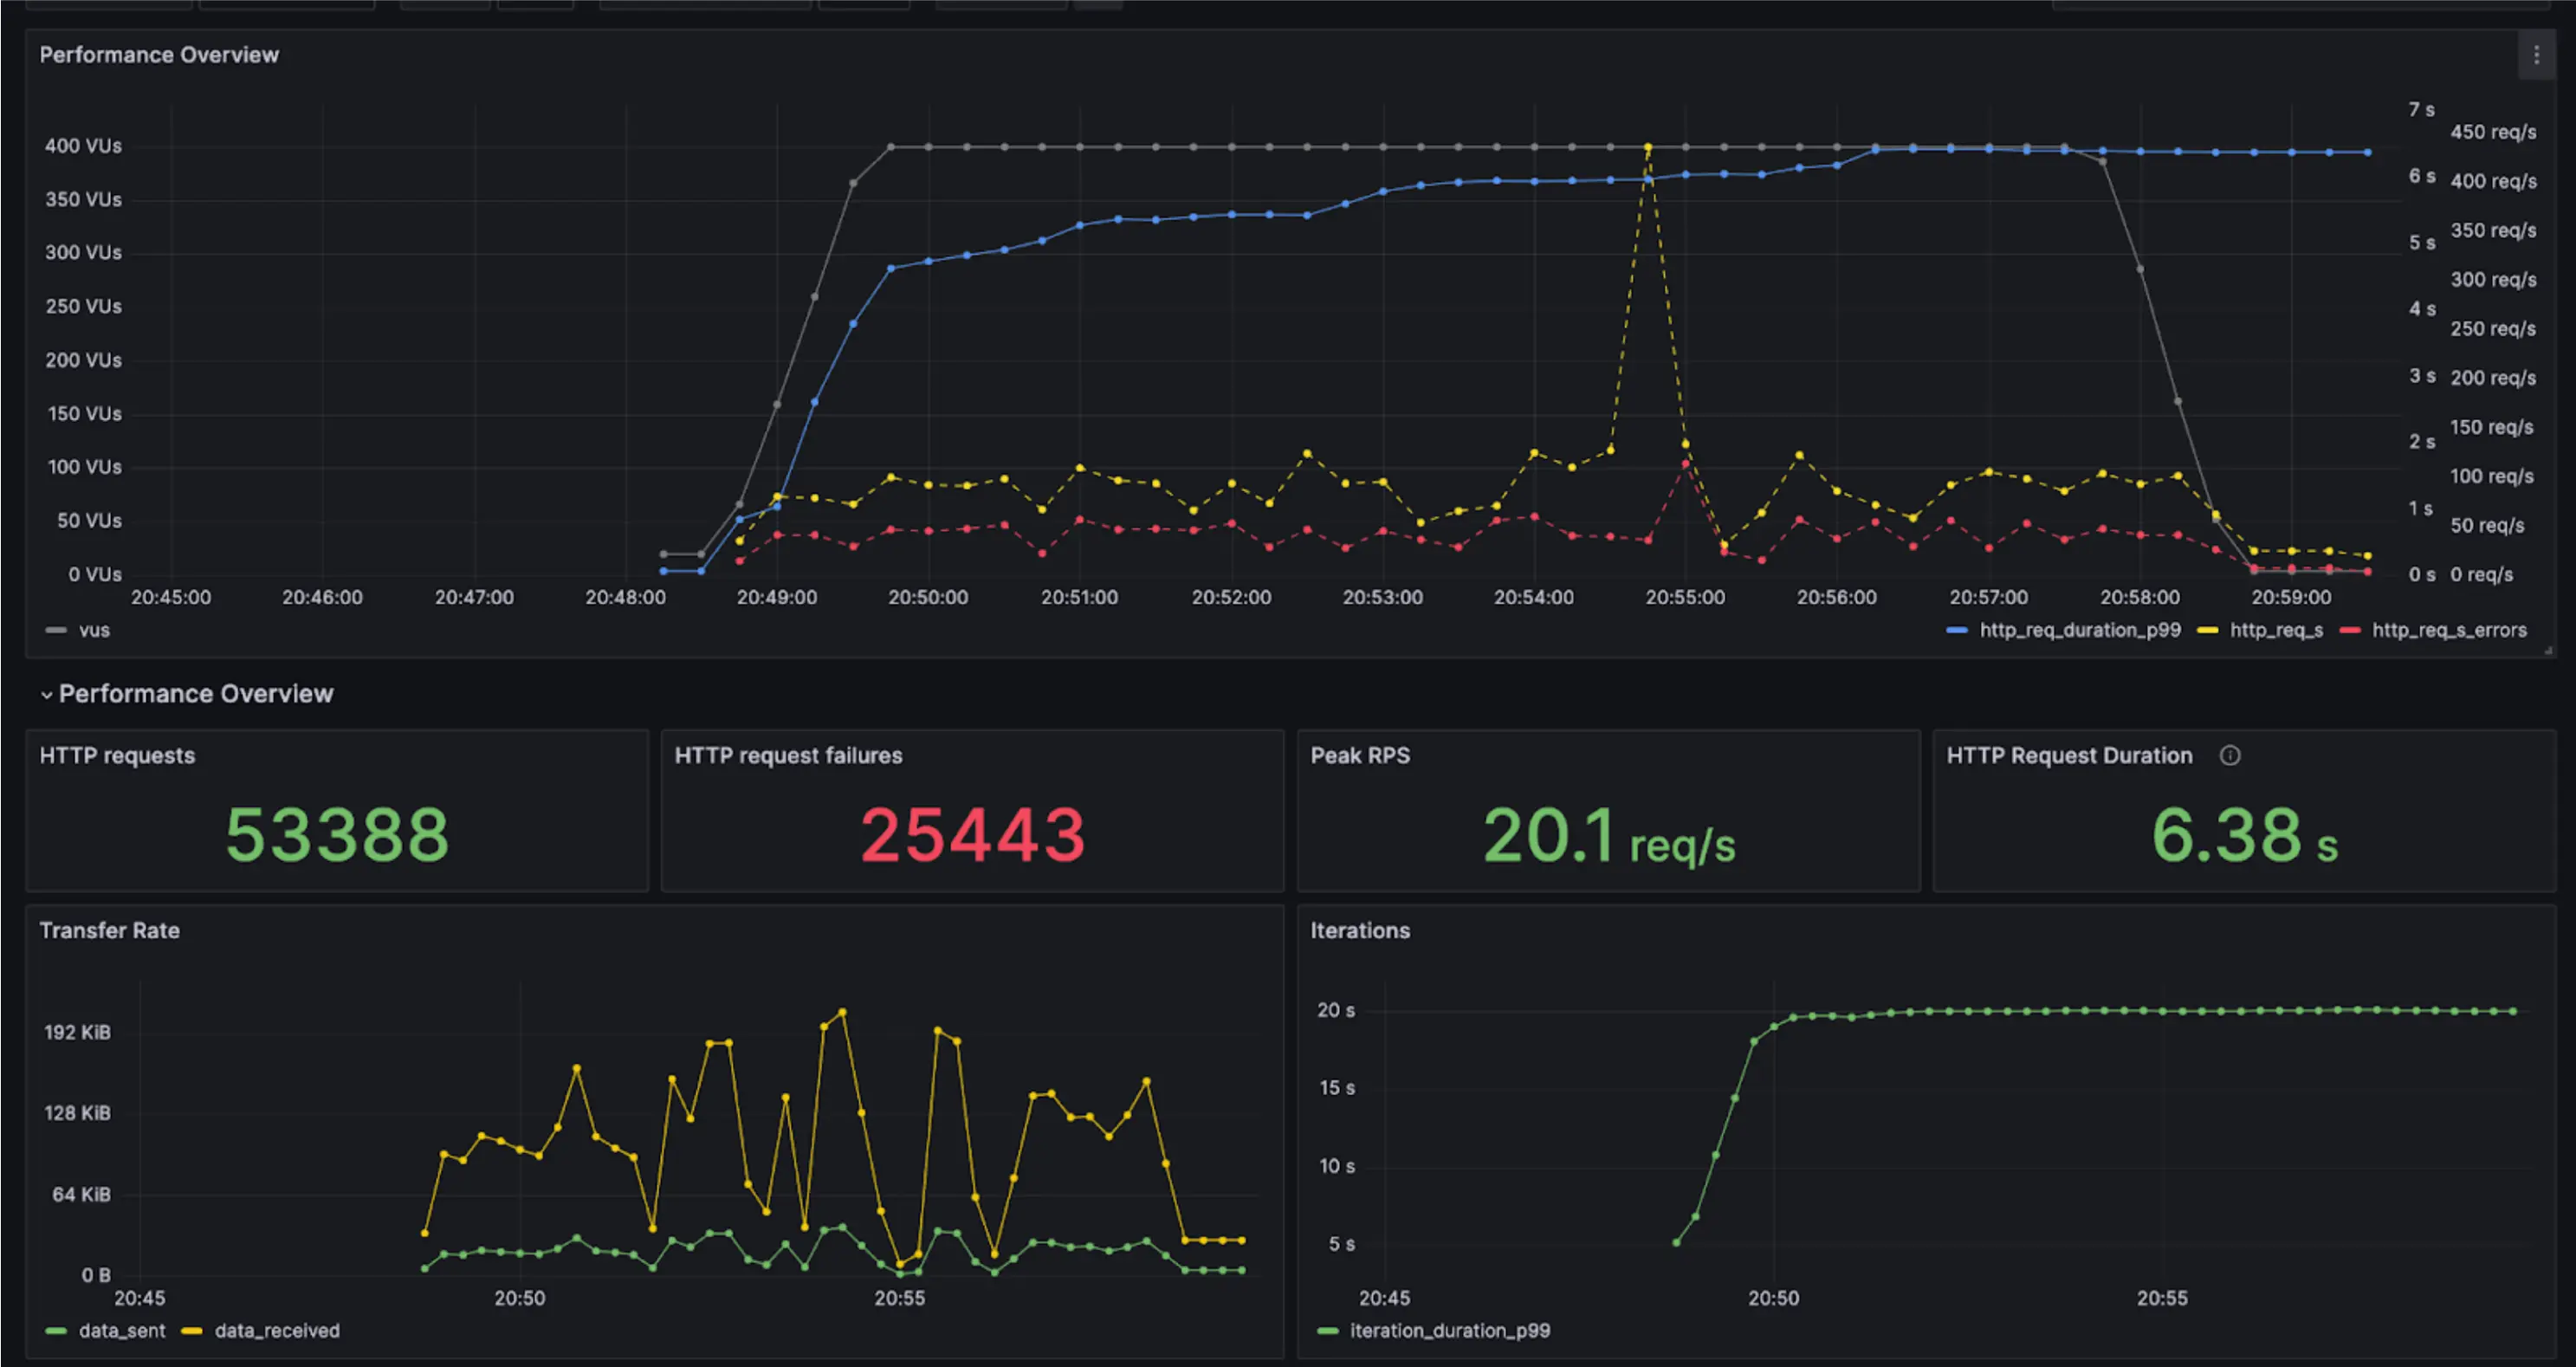 Performance Overview
7 s
400 VUs
450 req/s
350 VUs
6 s
400 req/s
300 VUs
5 s
350 req/s
250 VUs
4 s
300 req/s
200 VUs
250 req/s
150 VUs
3 s
200 req/s
100 VUs
2 s
150 req/s
50 VUs
1 s
100 req/s
50 req/s
0 VUs
0 s
0 req/s
20:45:00 20:46:00 20:47:00 20:48:00 20:49:00 20:50:00 20:51:00 20:52:00 20:53:00 20:54:00 20:55:00 20:56:00 20:57:00 20:58:00 20:59:00
vus
http_req_duration_p99 http_req_s http_req_s_errors
Performance Overview
HTTP requests
53388
HTTP request failures
25443
Peak RPS
20.1 req/s
HTTP Request Duration
6.38 s
Transfer Rate
192 KiB
128 KiB
64 KiB
0 B
20:45 20:50 20:55
data_sent data_received
Iterations
20 s
15 s
10 s
5 s
20:45 20:50 20:55
iteration_duration_p99